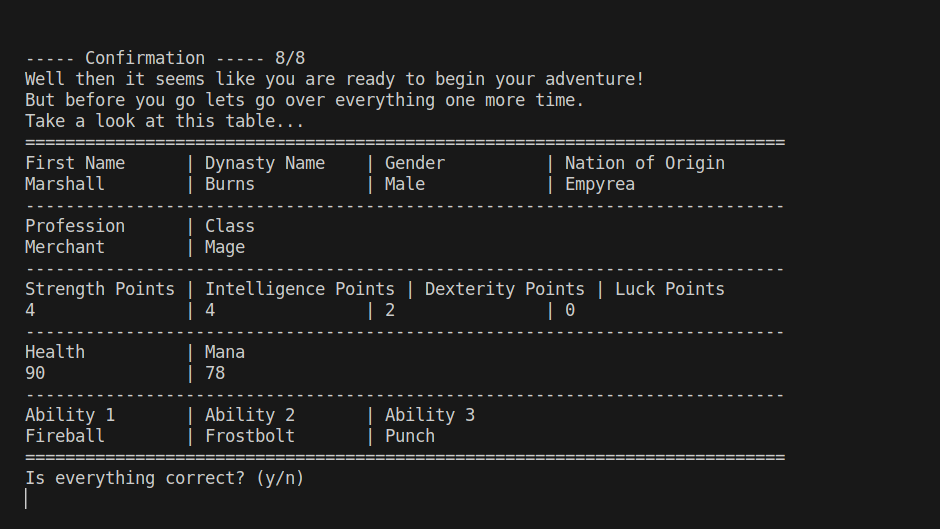 ----- Confirmation ----- 8/8
Well then it seems like you are ready to begin your adventure!
But before you go lets go over everything one more time.
Take a look at this table...
============================================================================
First Name      | Dynasty Name    | Gender          | Nation of Origin
Marshall        | Burns           | Male            | Empyrea
----------------------------------------------------------------------------
Profession      | Class
Merchant        | Mage
----------------------------------------------------------------------------
Strength Points | Intelligence Points | Dexterity Points | Luck Points
4               | 4               | 2               | 0
----------------------------------------------------------------------------
Health          | Mana
90              | 78
----------------------------------------------------------------------------
Ability 1       | Ability 2       | Ability 3
Fireball        | Frostbolt       | Punch
============================================================================
Is everything correct? (y/n)